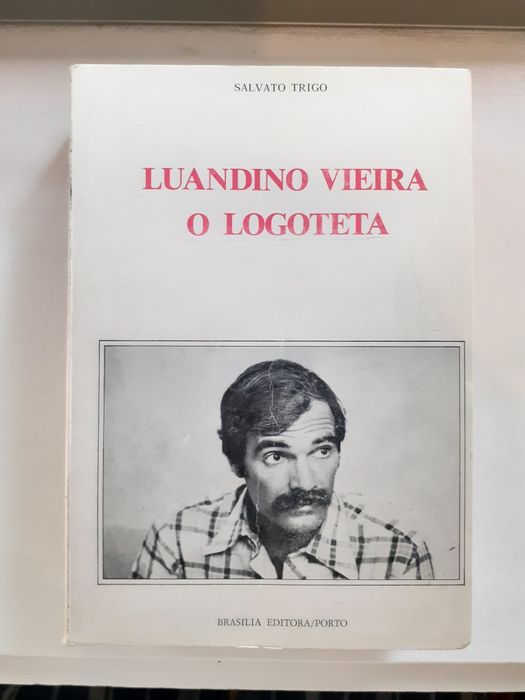 SALVATO TRIGO
LUANDINO VIEIRA
O LOGOTETA
BRASÍLIA EDITORA/PORTO